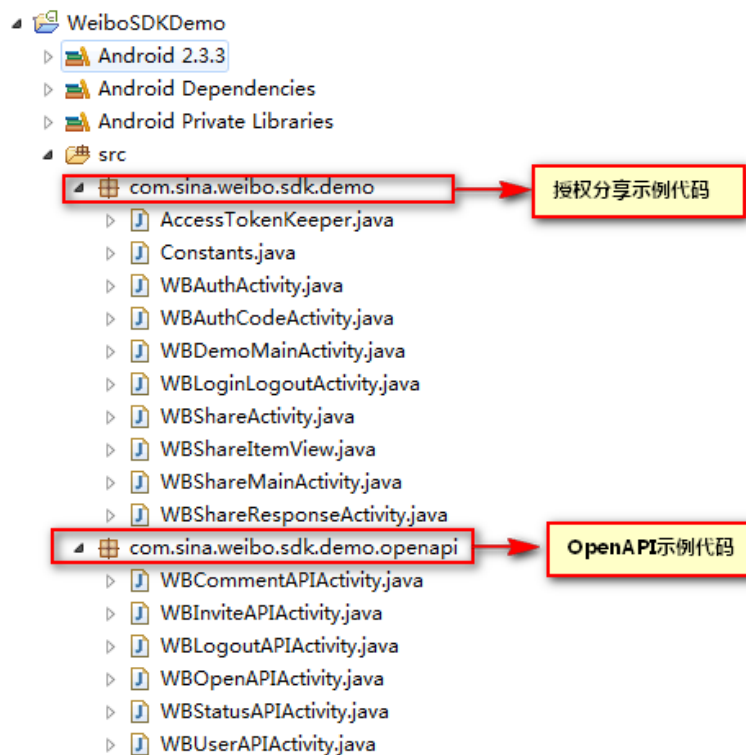 WeiboSDKDemo
Android 2.3.3
Android Dependencies
Android Private Libraries
src
com.sina.weibo.sdk.demo
授权分享示例代码
AccessTokenKeeper.java
Constants.java
WBAuthActivity.java
WBAuthCodeActivity.java
WBDemoMainActivity.java
WBLoginLogoutActivity.java
WBShareActivity.java
WBShareItemView.java
WBShareMainActivity.java
WBShareResponseActivity.java
com.sina.weibo.sdk.demo.openapi
OpenAPI示例代码
WBCommentAPIActivity.java
WBInviteAPIActivity.java
WBLogoutAPIActivity.java
WBOpenAPIActivity.java
WBStatusAPIActivity.java
WBUserAPIActivity.java